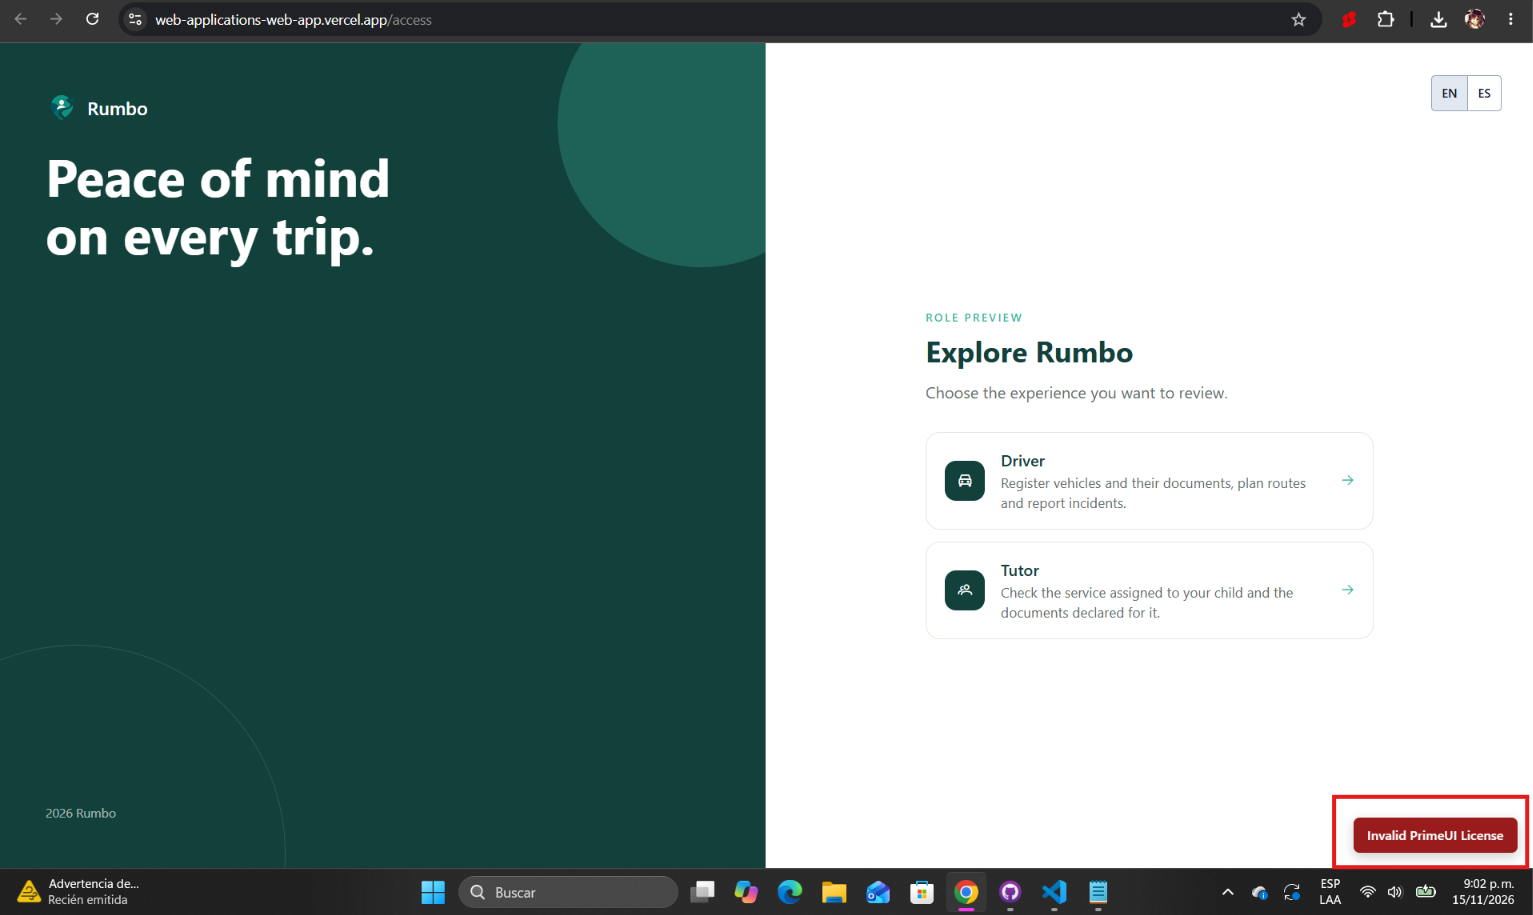 web-applications-web-app.vercel.app/access
Rumbo
Peace of mind
on every trip.
EN
ES
ROLE PREVIEW
Explore Rumbo
Choose the experience you want to review.
Driver
Register vehicles and their documents, plan routes
and report incidents.
Tutor
Check the service assigned to your child and the
documents declared for it.
2026 Rumbo
Invalid PrimeUI License
Advertencia de...
Recién emitida
Buscar
ESP
LAA
9:02 p. m.
15/11/2026